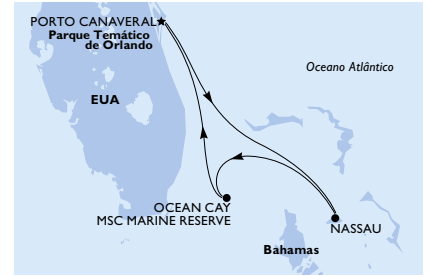 PORTO CANAVERAL
Parque Temático
de Orlando
Oceano Atlântico
EUA
OCEAN CAY
MSC MARINE RESERVE
NASSAU
Bahamas